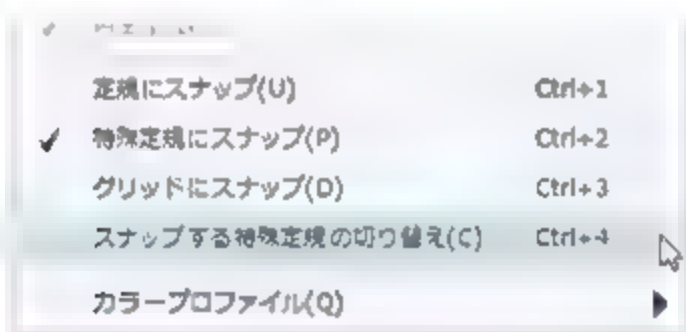 定規にスナップ(U) Ctrl+1
特殊定規にスナップ(P) Ctrl+2
グリッドにスナップ(D) Ctrl+3
スナップする特殊定規の切り替え(C) Ctrl+4
カラープロファイル(Q)